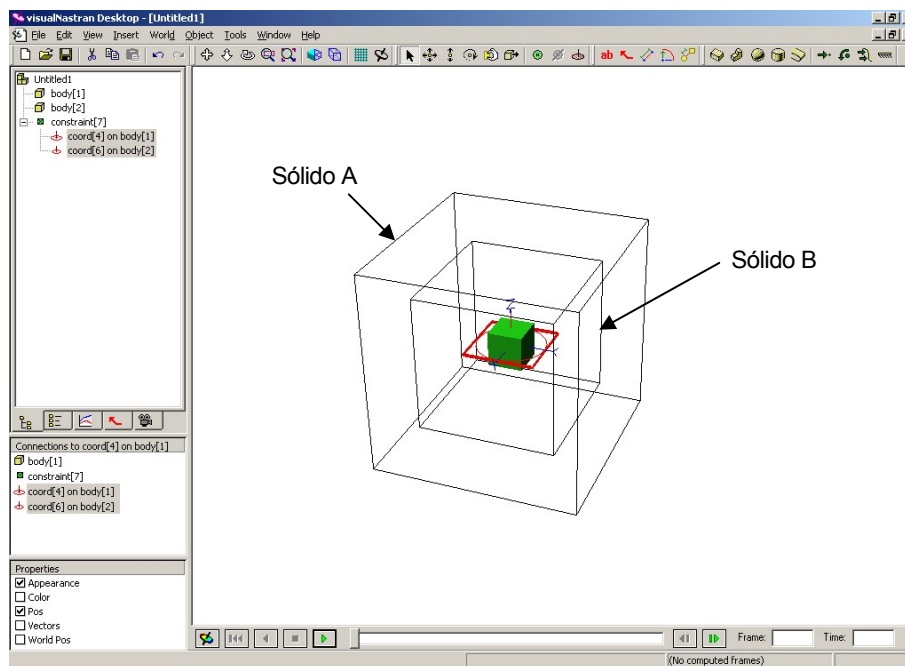 visualNastran Desktop - [Untitled1]
File Edit View Insert World Object Tools Window Help
ab
Untitled1
body[1]
body[2]
constraint[7]
coord[4] on body[1]
coord[6] on body[2]
Sólido A
Sólido B
Z
Connections to coord[4] on body[1]
body[1]
constraint[7]
coord[4] on body[1]
coord[6] on body[2]
Properties
Appearance
Color
Pos
Vectors
World Pos
Frame: Time:
(No computed frames)